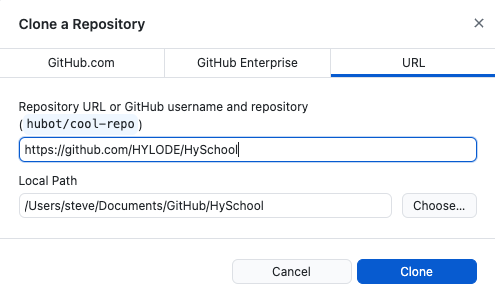 Clone a Repository
GitHub.com
GitHub Enterprise
URL
Repository URL or GitHub username and repository
(hubot/cool-repo)
https://github.com/HYLODE/HySchool
Local Path
/Users/steve/Documents/GitHub/HySchool
Choose...
Cancel
Clone